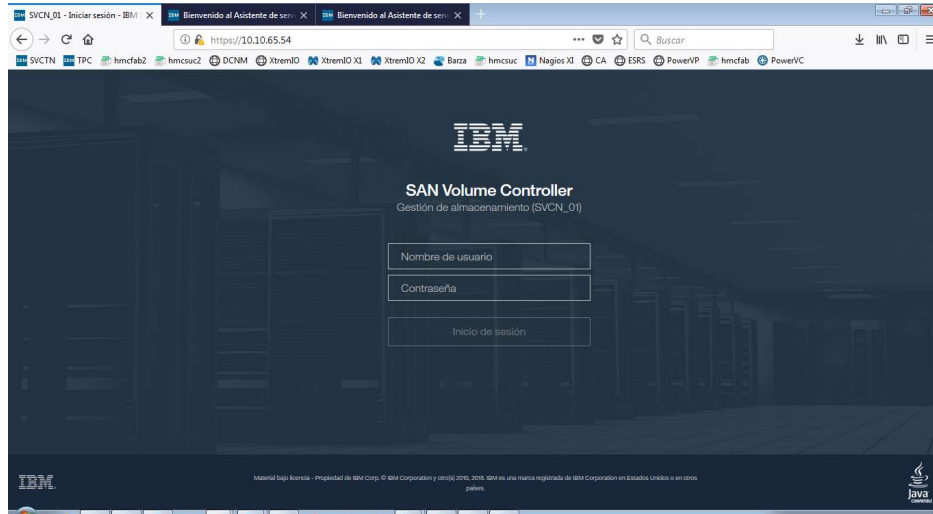 SVCN_01 - Iniciar sesión - IBM S
Bienvenido al Asistente de serv
Bienvenido al Asistente de serv
https://10.10.65.54
Buscar
SVCTN TPC hmcfab2 hmcsuc2 DCNM XtremIO XtremIO X1 XtremIO X2 Barza hmcsuc Nagios XI CA ESRS PowerVP hmcfab PowerVC
IBM
SAN Volume Controller
Gestión de almacenamiento (SVCN_01)
Nombre de usuario
Contraseña
Inicio de sesión
IBM
Material bajo licencia - Propiedad de IBM Corp. © IBM Corporation y otro(s) 2010, 2018. IBM es una marca registrada de IBM Corporation en Estados Unidos o en otros
países.
Java
COMPATIBLE